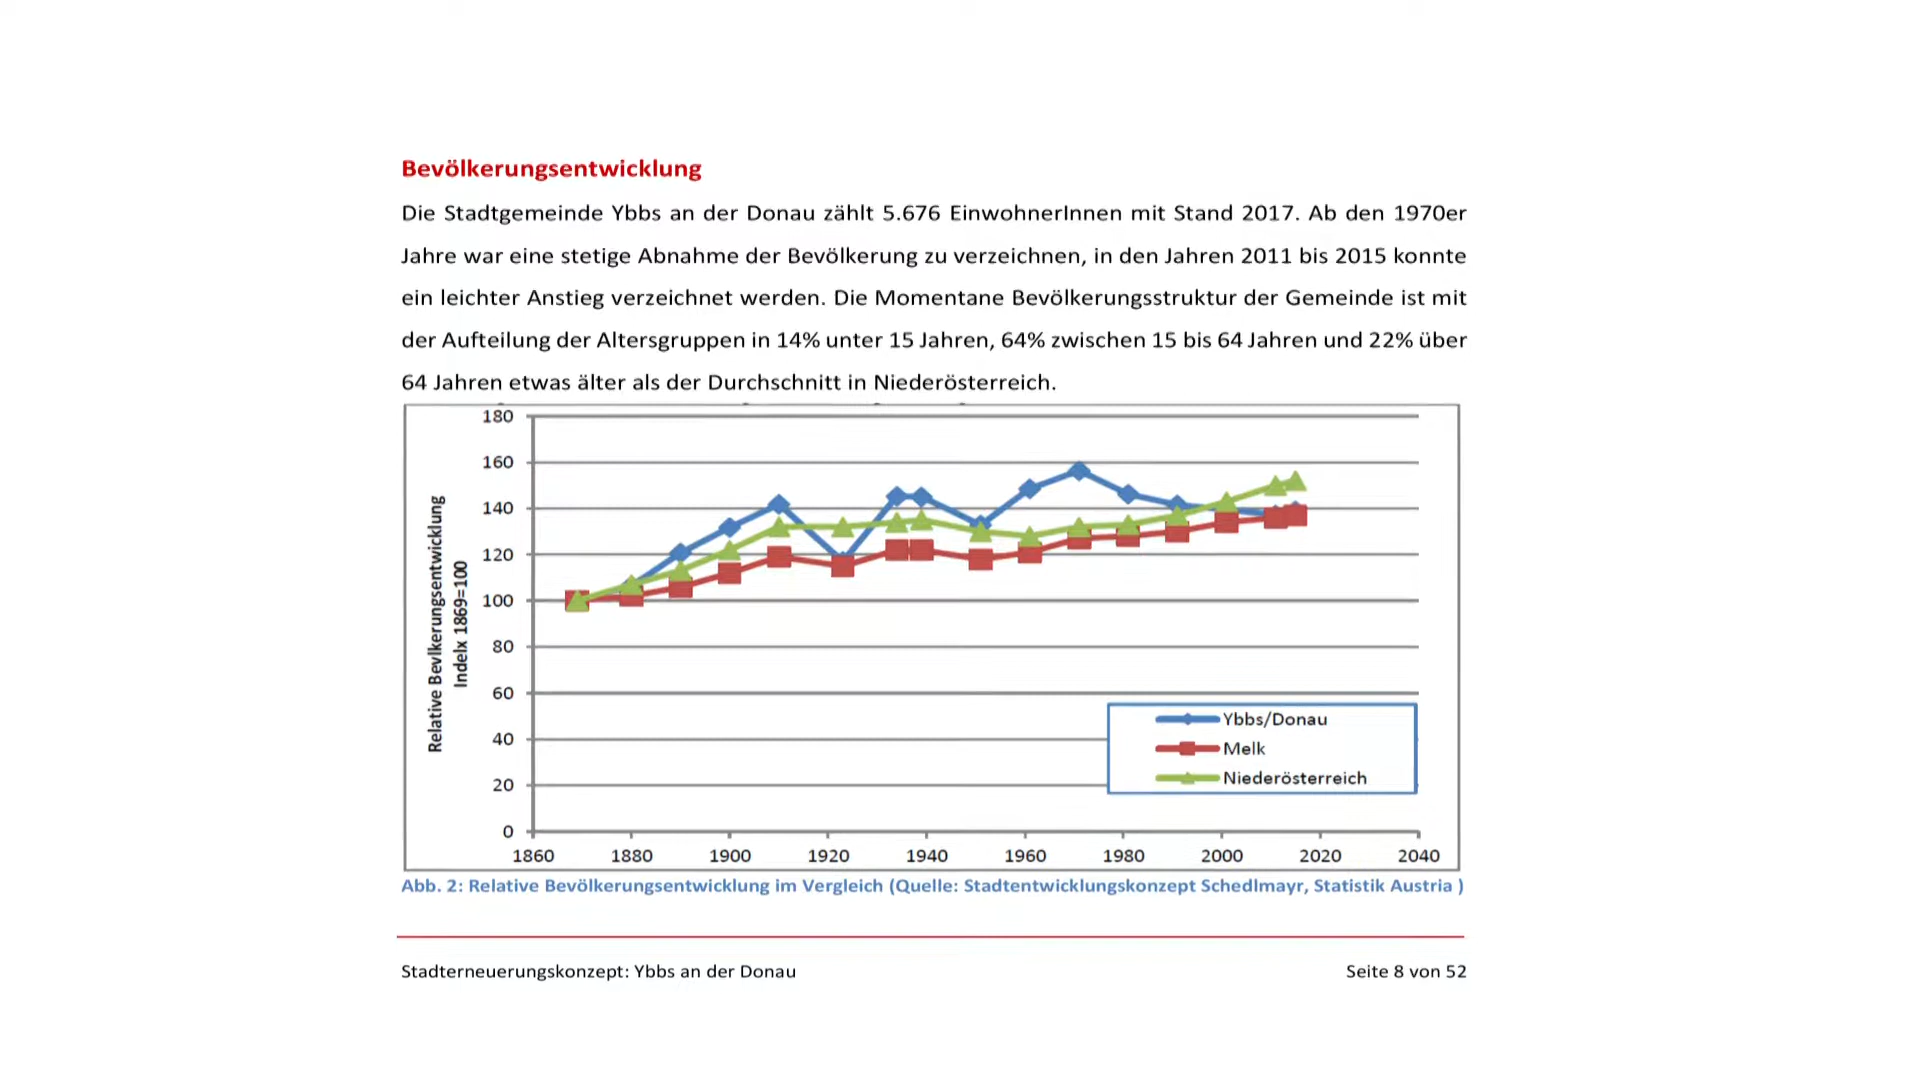 Bevölkerungsentwicklung
Die Stadtgemeinde Ybbs an der Donau zählt 5.676 EinwohnerInnen mit Stand 2017. Ab den 1970er
Jahre war eine stetige Abnahme der Bevölkerung zu verzeichnen, in den Jahren 2011 bis 2015 konnte
ein leichter Anstieg verzeichnet werden. Die Momentane Bevölkerungsstruktur der Gemeinde ist mit
der Aufteilung der Altersgruppen in 14% unter 15 Jahren, 64% zwischen 15 bis 64 Jahren und 22% über
64 Jahren etwas älter als der Durchschnitt in Niederösterreich.
Relative Bevlkerungsentwicklung
Indelx 1869=100
180
160
140
120
100
80
60
40
20
0
1860 1880 1900 1920 1940 1960 1980 2000 2020 2040
Ybbs/Donau
Melk
Niederösterreich
Abb. 2: Relative Bevölkerungsentwicklung im Vergleich (Quelle: Stadtentwicklungskonzept Schedlmayr, Statistik Austria )
Stadterneuerungskonzept: Ybbs an der Donau
Seite 8 von 52